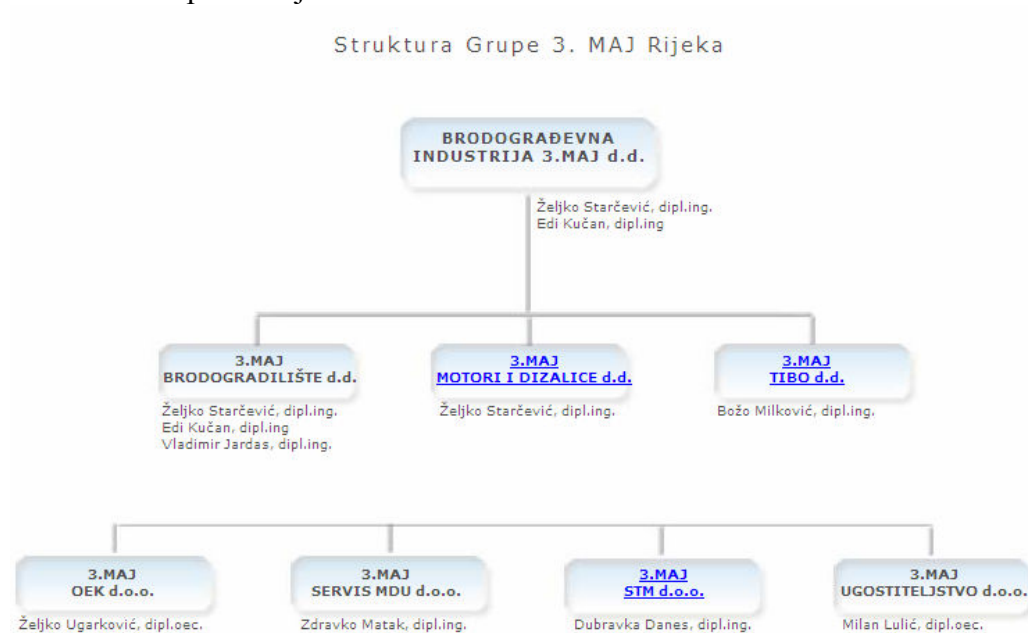 Struktura Grupe 3. MAJ Rijeka
BRODOGRAĐEVNA
INDUSTRIJA 3.MAJ d.d.
Željko Starčević, dipl.ing.
Edi Kučan, dipl.ing
3.MAJ
BRODOGRADILIŠTE d.d.
Željko Starčević, dipl.ing.
Edi Kučan, dipl.ing
Vladimir Jardas, dipl.ing.
3.MAJ
MOTORI I DIZALICE d.d.
Željko Starčević, dipl.ing.
3.MAJ
TIBO d.d.
Božo Milković, dipl.ing.
3.MAJ
OEK d.o.o.
Željko Ugarković, dipl.oec.
3.MAJ
SERVIS MDU d.o.o.
Zdravko Matak, dipl.ing.
3.MAJ
STM d.o.o.
Dubravka Danes, dipl.ing.
3.MAJ
UGOSTITELJSTVO d.o.o.
Milan Lulić, dipl.oec.